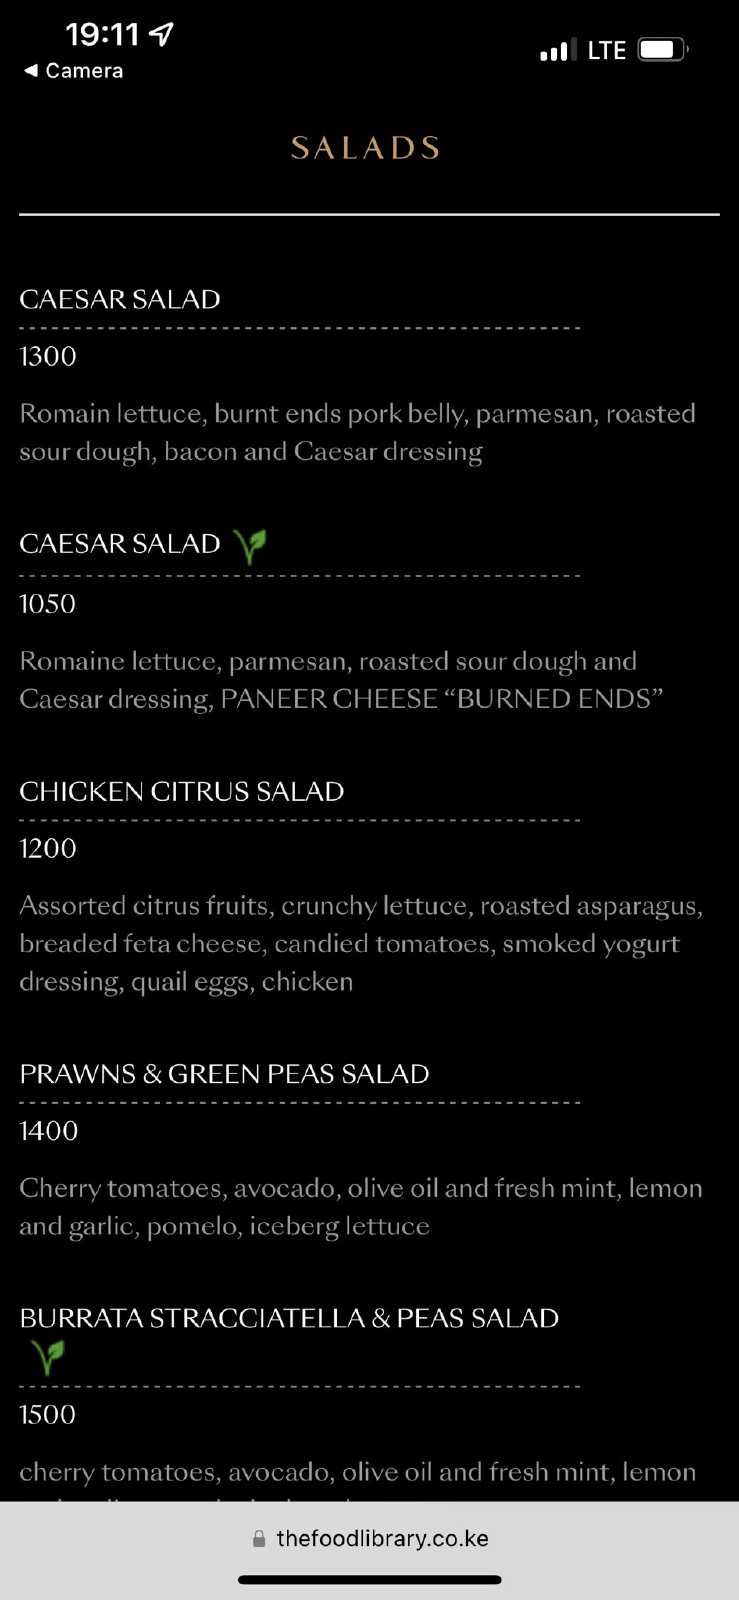 19:11
LTE
◀ Camera
SALADS
CAESAR SALAD
1300
Romain lettuce, burnt ends pork belly, parmesan, roasted
sour dough, bacon and Caesar dressing
CAESAR SALAD
1050
Romaine lettuce, parmesan, roasted sour dough and
Caesar dressing, PANEER CHEESE “BURNED ENDS”
CHICKEN CITRUS SALAD
1200
Assorted citrus fruits, crunchy lettuce, roasted asparagus,
breaded feta cheese, candied tomatoes, smoked yogurt
dressing, quail eggs, chicken
PRAWNS & GREEN PEAS SALAD
1400
Cherry tomatoes, avocado, olive oil and fresh mint, lemon
and garlic, pomelo, iceberg lettuce
BURRATA STRACCIATELLA & PEAS SALAD
1500
cherry tomatoes, avocado, olive oil and fresh mint, lemon
thefoodlibrary.co.ke